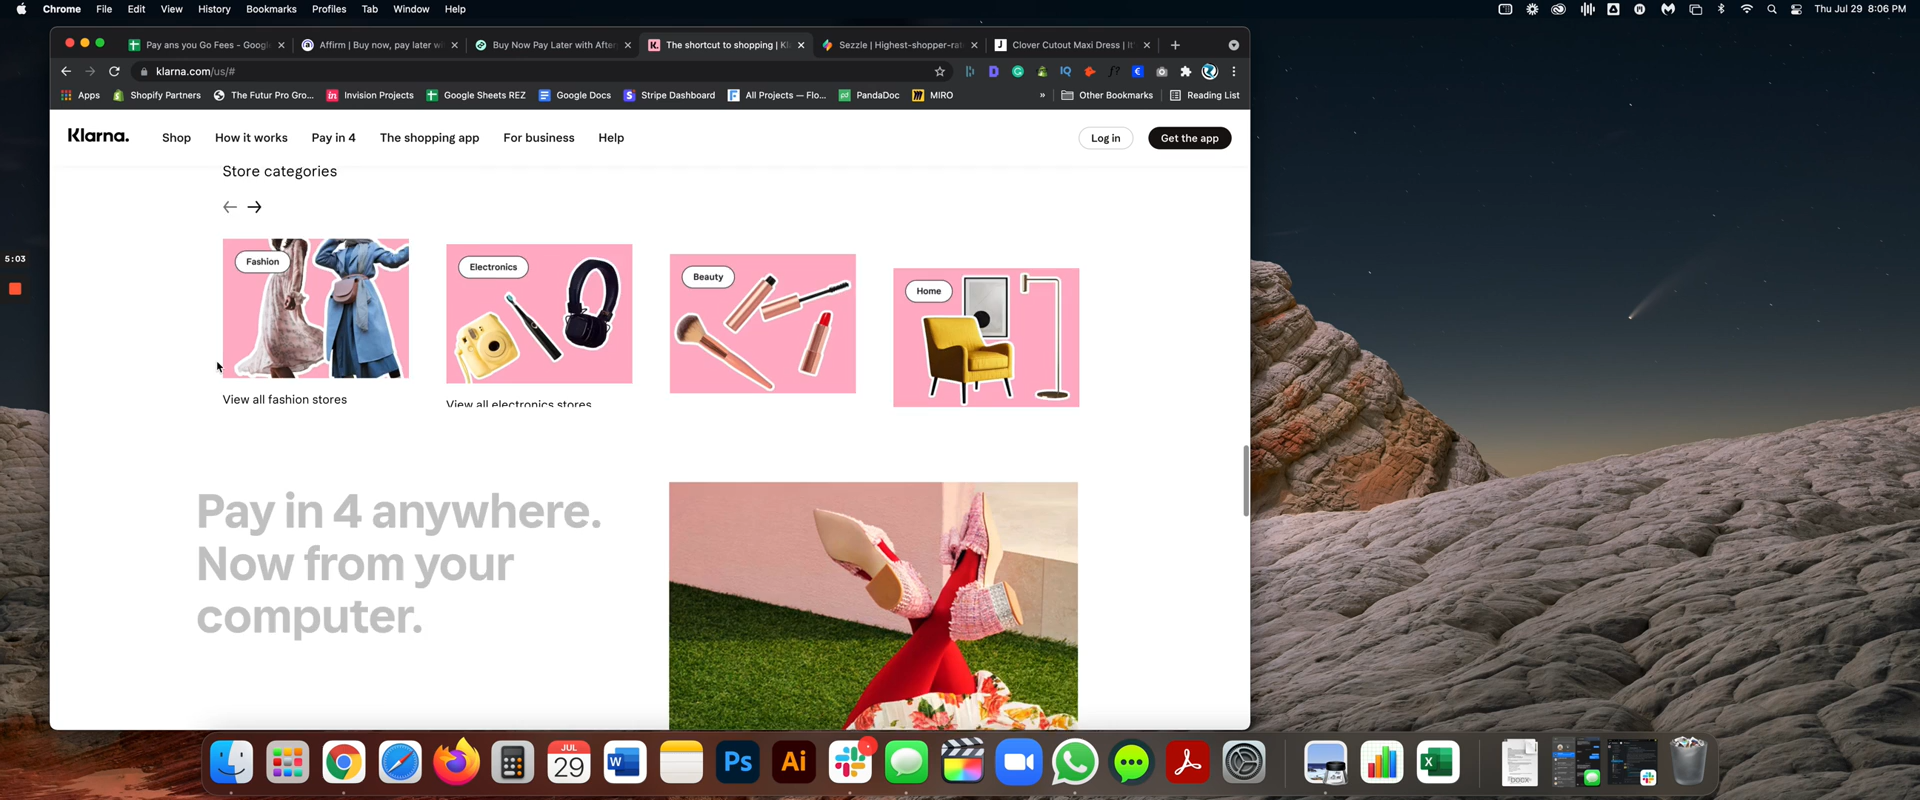 Chrome File Edit View History Bookmarks Profiles Tab Window Help
Thu Jul 29 8:06 PM
Pay ans you Go Fees - Googl
Affirm | Buy now, pay later wi
Buy Now Pay Later with After
The shortcut to shopping | Kl
Sezzle | Highest-shopper-ra
Clover Cutout Maxi Dress | It'
klarna.com/us/#
Apps
Shopify Partners
The Futur Pro Gro...
Invision Projects
Google Sheets REZ
Google Docs
Stripe Dashboard
All Projects — Flo...
PandaDoc
MIRO
»
Other Bookmarks
Reading List
Klarna.
Shop
How it works
Pay in 4
The shopping app
For business
Help
Log in
Get the app
Store categories
5:03
Fashion
Electronics
Beauty
Home
View all fashion stores
View all electronics stores
Pay in 4 anywhere.
Now from your
computer.
JUL
29
W
Ps
Ai
X
DOCX